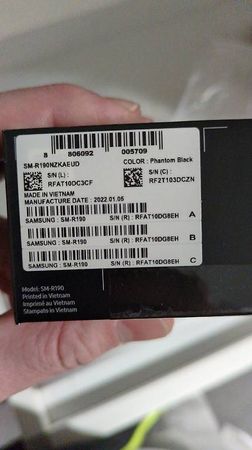 8 806092 005709
SM-R190NZKAEUD COLOR : Phantom Black
S/N (L) : RFAT10DC3CF
S/N (C) : RF2T103DCZN
MADE IN VIETNAM
MANUFACTURE DATE : 2022.01.05
SAMSUNG : SM-R190 S/N (R) : RFAT10DG8EH A
SAMSUNG : SM-R190 S/N (R) : RFAT10DG8EH B
SAMSUNG : SM-R190 S/N (R) : RFAT10DG8EH C
Model: SM-R190
Printed in Vietnam
Imprimé au Vietnam
Stampato in Vietnam